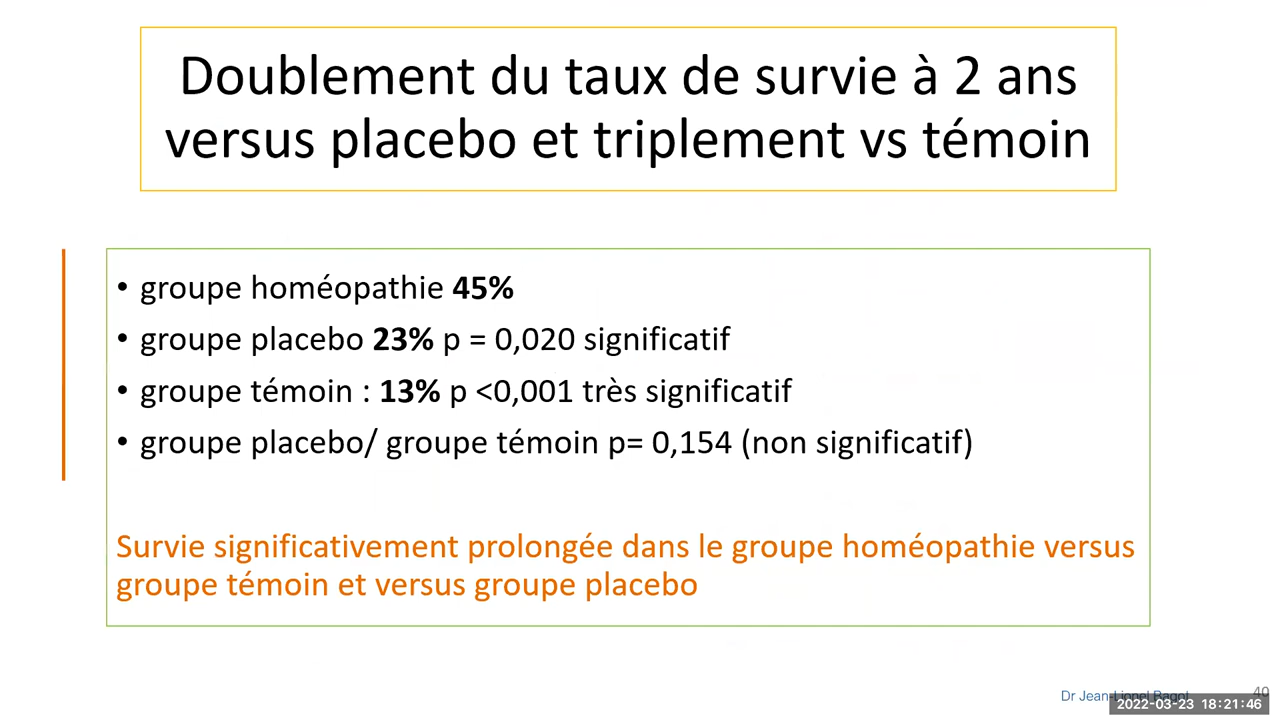 Doublement du taux de survie à 2 ans
versus placebo et triplement vs témoin
• groupe homéopathie 45%
• groupe placebo 23% p = 0,020 significatif
• groupe témoin : 13% p <0,001 très significatif
• groupe placebo/ groupe témoin p= 0,154 (non significatif)
Survie significativement prolongée dans le groupe homéopathie versus
groupe témoin et versus groupe placebo
Dr Jean-Lionel Bagot
40
2022-03-23 18:21:46